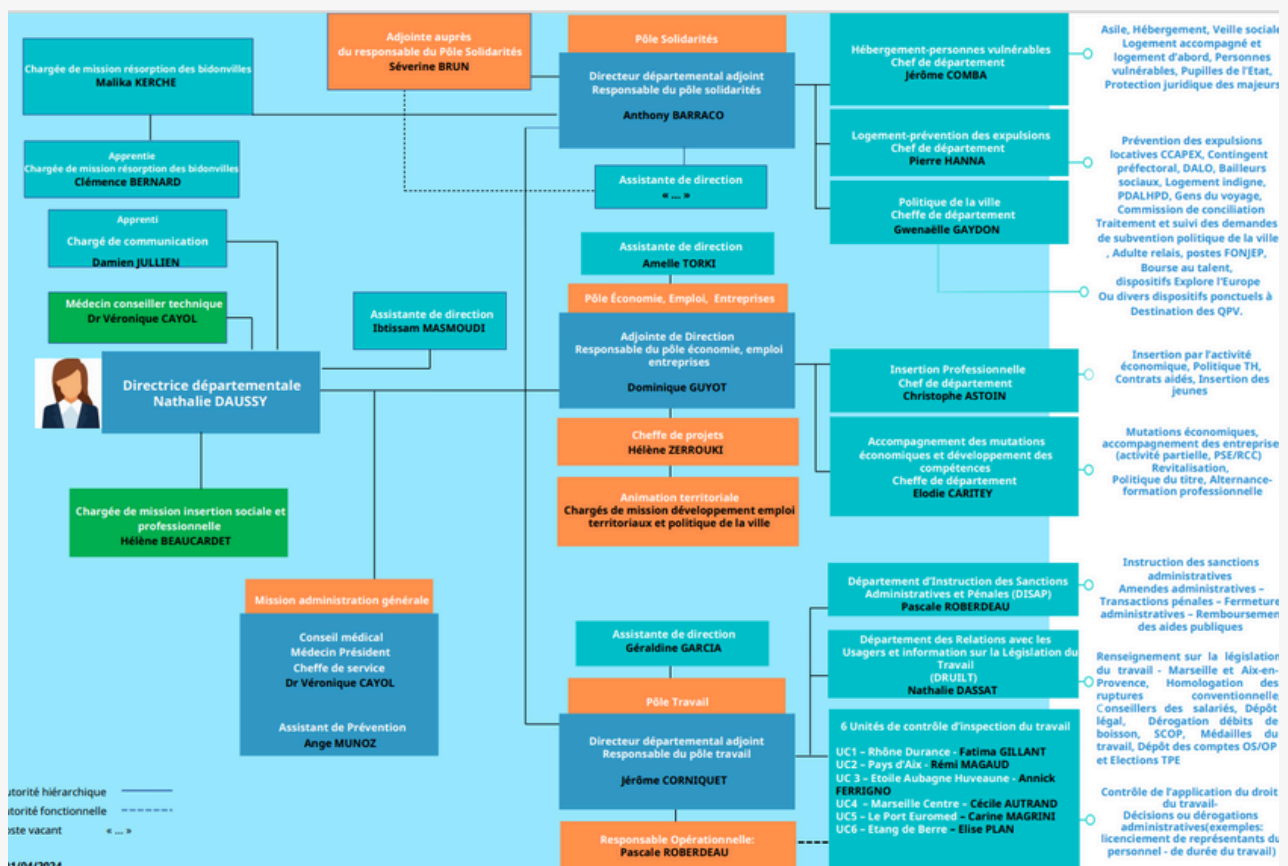 Chargée de mission résorption des bidonvilles
Malika KERCHE
Apprentie
Chargée de mission résorption des bidonvilles
Clémence BERNARD
Apprenti
Chargé de communication
Damien JULLIEN
Médecin conseiller technique
Dr Véronique CAYOL
Directrice départementale
Nathalie DAUSSY
Chargée de mission insertion sociale et
professionnelle
Hélène BEAUCARDET
Assistante de direction
Ibtissam MASMOUDI
Mission administration générale
Conseil médical
Médecin Président
Cheffe de service
Dr Véronique CAYOL
Assistant de Prévention
Ange MUNOZ
Adjointe auprès
du responsable du Pôle Solidarités
Séverine BRUN
Pôle Solidarités
Directeur départemental adjoint
Responsable du pôle solidarités
Anthony BARRACO
Assistante de direction
« ... »
Assistante de direction
Amelle TORKI
Pôle Économie, Emploi, Entreprises
Adjointe de Direction
Responsable du pôle économie, emploi
entreprises
Dominique GUYOT
Cheffe de projets
Hélène ZERROUKI
Animation territoriale
Chargés de mission développement emploi
territoriaux et politique de la ville
Assistante de direction
Géraldine GARCIA
Pôle Travail
Directeur départemental adjoint
Responsable du pôle travail
Jérôme CORNIQUET
Responsable Opérationnelle:
Pascale ROBERDEAU
Hébergement-personnes vulnérables
Chef de département
Jérôme COMBA
Logement-prévention des expulsions
Chef de département
Pierre HANNA
Politique de la ville
Cheffe de département
Gwenaëlle GAYDON
Insertion Professionnelle
Chef de département
Christophe ASTOIN
Accompagnement des mutations
économiques et développement des
compétences
Cheffe de département
Elodie CARITEY
Département d'Instruction des Sanctions
Administratives et Pénales (DISAP)
Pascale ROBERDEAU
Département des Relations avec les
Usagers et information sur la Législation du
Travail
(DRUILT)
Nathalie DASSAT
6 Unités de contrôle d'inspection du travail
UC1 – Rhône Durance - Fatima GILLANT
UC2 – Pays d'Aix - Rémi MAGAUD
UC 3 – Etoile Aubagne Huveaune - Annick
FERRIGNO
UC4 – Marseille Centre – Cécile AUTRAND
UC5 – Le Port Euromed – Carine MAGRINI
UC6 – Etang de Berre – Elise PLAN
Asile, Hébergement, Veille sociale
Logement accompagné et
logement d'abord, Personnes
vulnérables, Pupilles de l'Etat,
Protection juridique des majeurs
Prévention des expulsions
locatives CCAPEX, Contingent
préfectoral, DALO, Bailleurs
sociaux, Logement indigne,
PDALHPD, Gens du voyage,
Commission de conciliation
Traitement et suivi des demandes
de subvention politique de la ville
, Adulte relais, postes FONJEP,
Bourse au talent,
dispositifs Explore l'Europe
Ou divers dispositifs ponctuels à
Destination des QPV.
Insertion par l'activité
économique, Politique TH,
Contrats aidés, Insertion des
jeunes
Mutations économiques,
accompagnement des entreprise
(activité partielle, PSE/RCC)
Revitalisation,
Politique du titre, Alternance-
formation professionnelle
Instruction des sanctions
administratives
Amendes administratives –
Transactions pénales – Fermeture
administratives – Remboursemen
des aides publiques
Renseignement sur la législation
du travail - Marseille et Aix-en-
Provence, Homologation des
ruptures conventionnelle
Conseillers des salariés, Dépôt
légal, Dérogation débits de
boisson, SCOP, Médailles du
travail, Dépôt des comptes OS/OP
et Elections TPE
Contrôle de l'application du droit
du travail-
Décisions ou dérogations
administratives(exemples:
licenciement de représentants du
personnel - de durée du travail)
utorité hiérarchique
utorité fonctionnelle
oste vacant « ... »